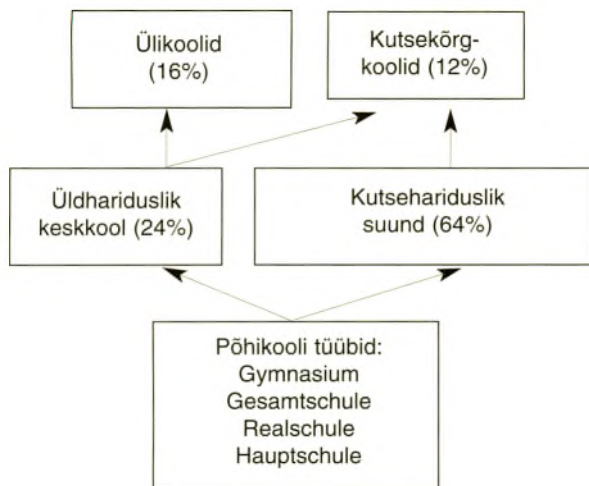 Ülikoolid
(16%)
Kutsekõrg-
koolid (12%)
Üldhariduslik
keskkool (24%)
Kutsehariduslik
suund (64%)
Põhikooli tüübid:
Gymnasium
Gesamtschule
Realschule
Hauptschule